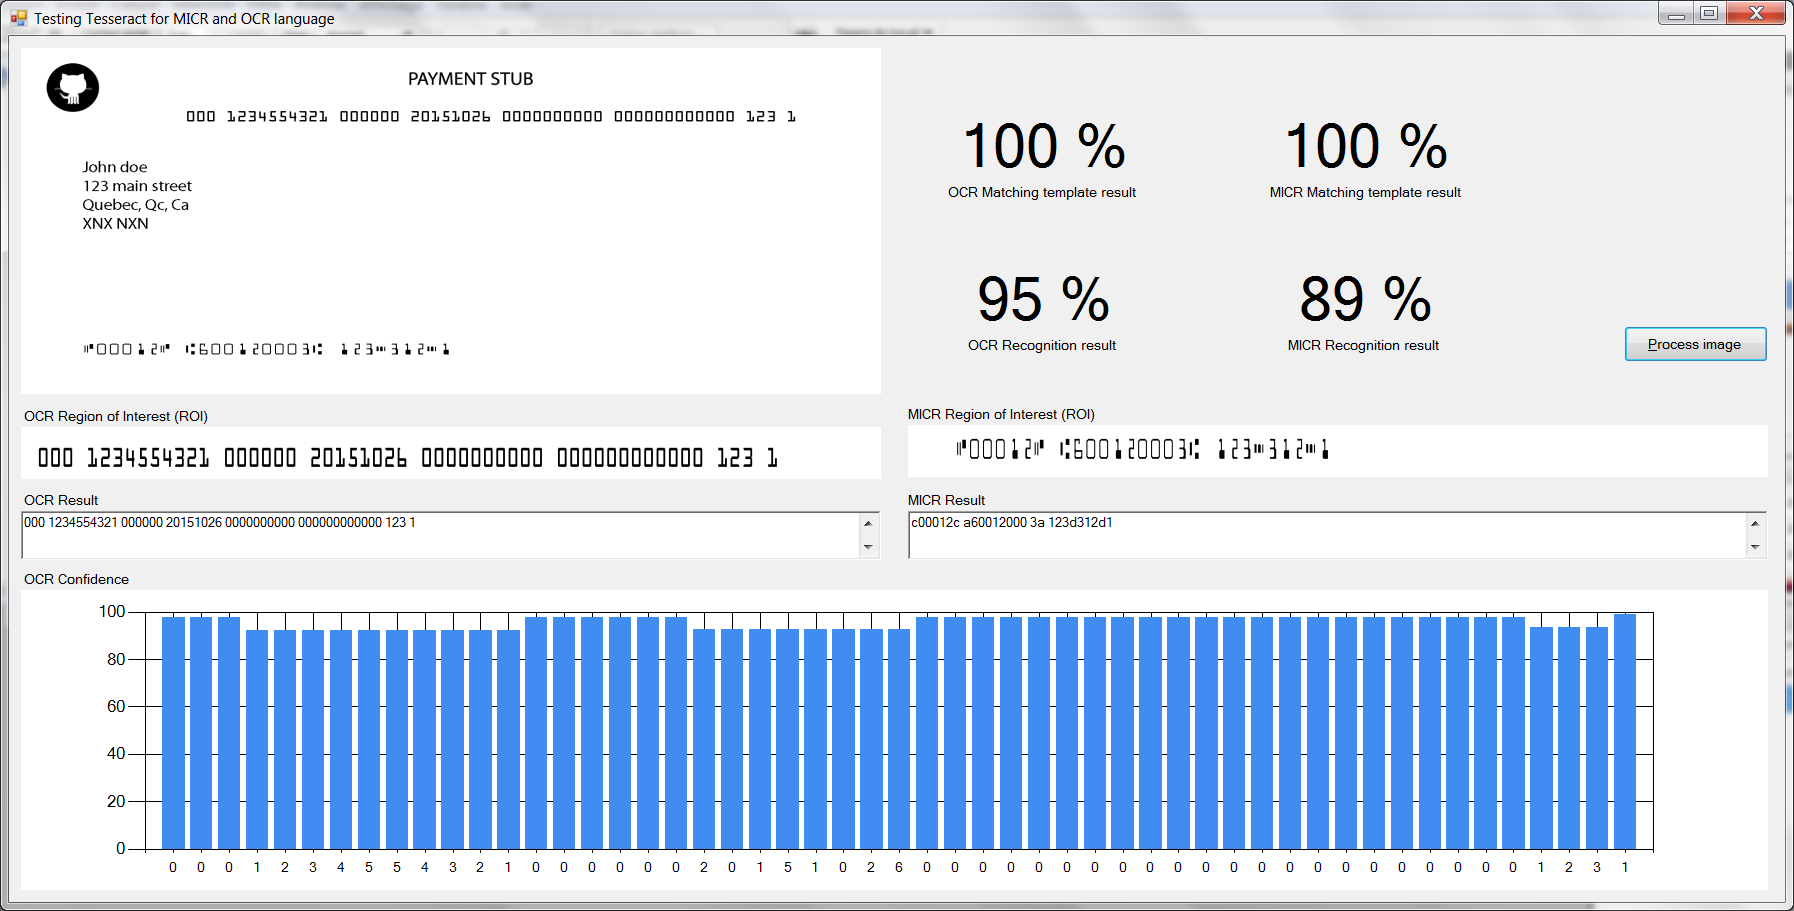 Testing Tesseract for MICR and OCR language
PAYMENT STUB
000 1234554321 000000 20151026 0000000000 000000000000 123 1
John doe
123 main street
Quebec, Qc, Ca
XNX NXN
⑈00012⑈ ⑆600120003⑆ 123⑉312⑉1
100 %
OCR Matching template result
100 %
MICR Matching template result
95 %
OCR Recognition result
89 %
MICR Recognition result
Process image
OCR Region of Interest (ROI)
000 1234554321 000000 20151026 0000000000 000000000000 123 1
MICR Region of Interest (ROI)
⑈00012⑈ ⑆600120003⑆ 123⑉312⑉1
OCR Result
000 1234554321 000000 20151026 0000000000 000000000000 123 1
MICR Result
c00012c a60012000 3a 123d312d1
OCR Confidence
100
80
60
40
20
0
0 0 0 1 2 3 4 5 5 4 3 2 1 0 0 0 0 0 0 2 0 1 5 1 0 2 6 0 0 0 0 0 0 0 0 0 0 0 0 0 0 0 0 0 0 0 0 0 0 1 2 3 1